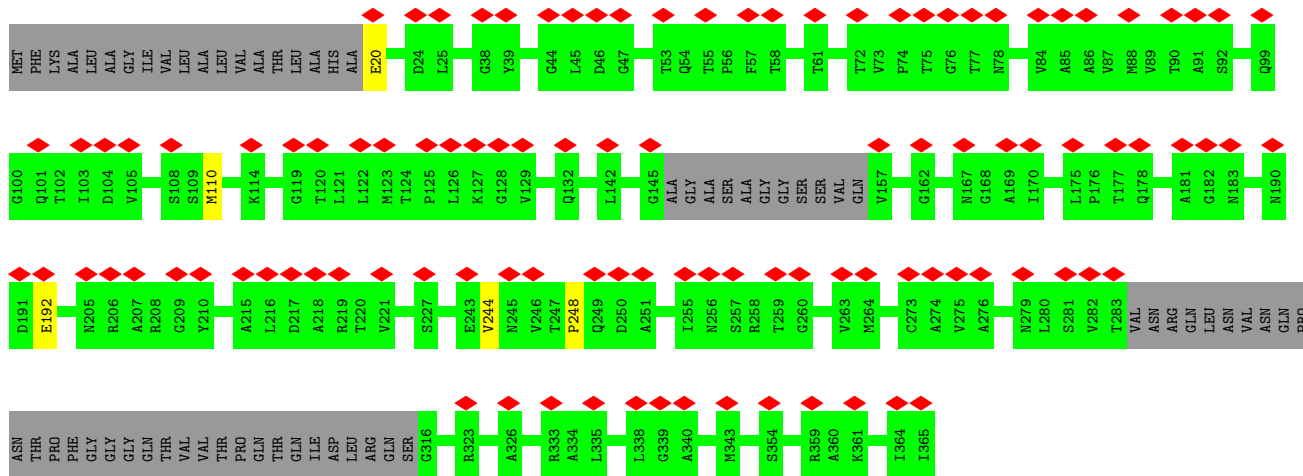 MET PHE LYS ALA LEU ALA GLY ILE VAL LEU ALA LEU VAL ALA THR LEU ALA HIS ALA E20 D24 L25 G38 Y39 G44 L45 D46 G47 T53 Q54 T55 P56 F57 T58 T61 T72 V73 P74 T75 G76 T77 N78 V84 A85 A86 V87 M88 V89 T90 A91 S92 Q99
G100 Q101 T102 I103 D104 V105 S108 S109 M110 K114 G119 T120 L121 L122 M123 T124 P125 L126 K127 G128 V129 Q132 L142 G145 ALA GLY ALA SER ALA GLY GLY SER SER VAL GLN V157 G162 N167 G168 A169 I170 L175 P176 T177 Q178 A181 G182 N183 N190
D191 E192 N205 R206 A207 R208 G209 Y210 A215 L216 D217 A218 R219 T220 V221 S227 E243 V244 N245 V246 T247 P248 Q249 D250 A251 I255 N256 S257 R258 T259 G260 V263 M264 C273 A274 V275 A276 N279 L280 S281 V282 T283 VAL ASN ARG GLN LEU ASN VAL ASN GLN PRO
ASN THR PRO PHE GLY GLY GLY GLN THR VAL VAL THR PRO GLN THR GLN ILE ASP LEU ARG GLN SER G316 R323 A326 R333 A334 L335 L338 G339 A340 M343 S354 R359 A360 K361 I364 I365